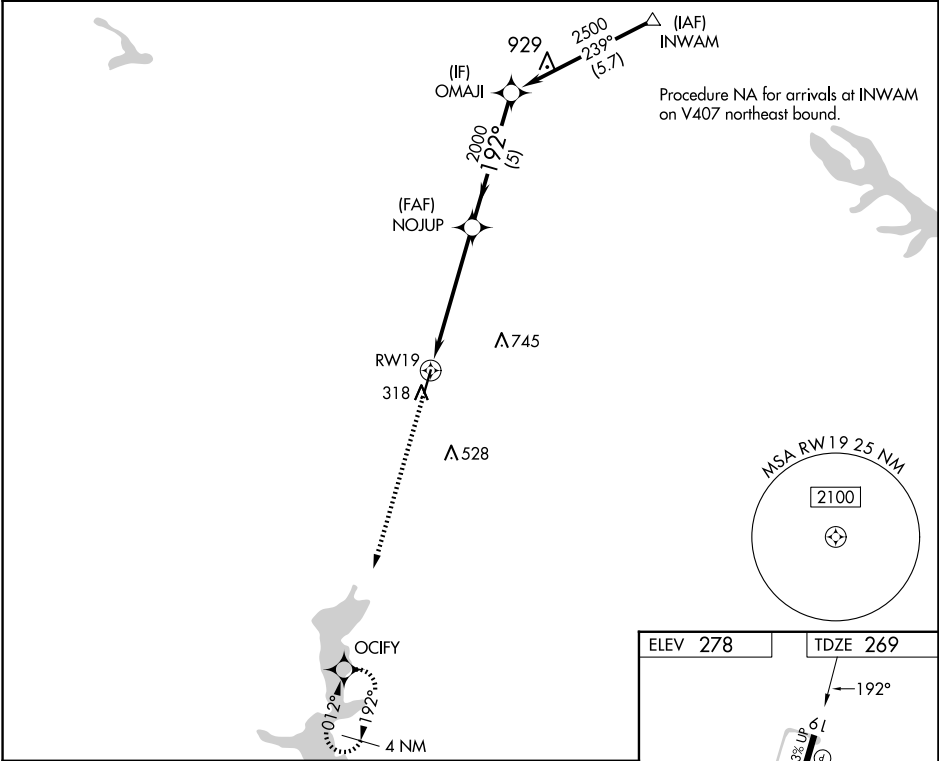 (IAF)
INWAM
2500
239°
(5.7)
929
(IF)
OMAJI
Procedure NA for arrivals at INWAM
on V407 northeast bound.
2000
192°
(5)
(FAF)
NOJUP
745
RW19
318
528
MSA RW19 25 NM
2100
OCIFY
012°
192°
4 NM
ELEV 278
TDZE 269
192°
19
3% UP
P